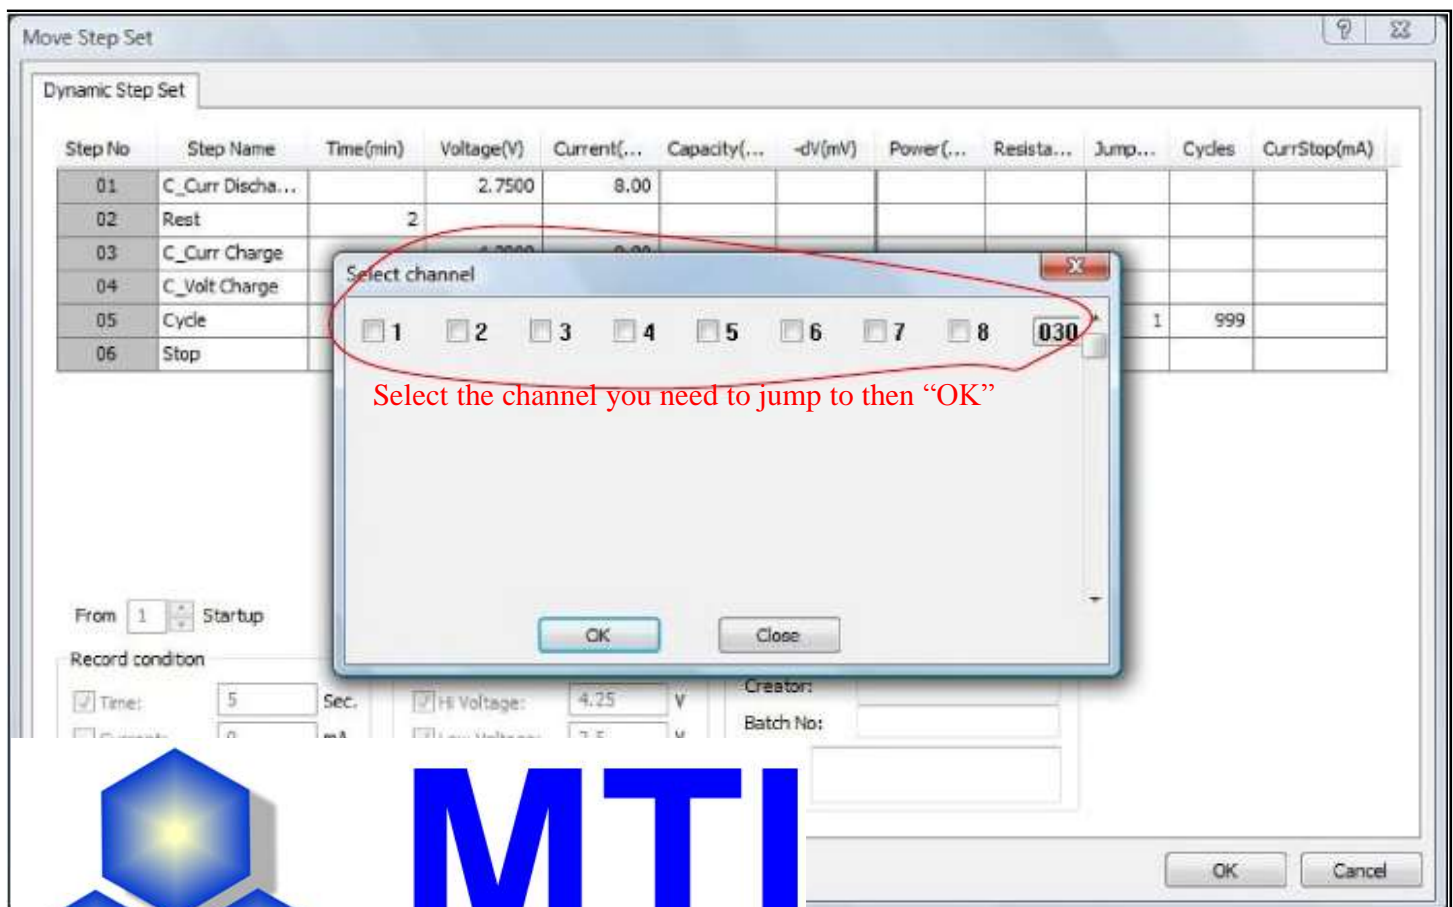 Move Step Set
Dynamic Step Set
Step No Step Name Time(min) Voltage(V) Current(... Capacity(... -dV(mV) Power(... Resista... Jump... Cycles CurrStop(mA)
01 C_Curr Discha... 2.7500 8.00
02 Rest 2
03 C_Curr Charge
04 C_Volt Charge
05 Cycle 1 999
06 Stop
Select channel
1 2 3 4 5 6 7 8 030
Select the channel you need to jump to then “OK”
OK Close
From 1 Startup
Record condition
Time: 5 Sec. Hi Voltage: 4.25 V Creator:
Batch No:
MTI
OK Cancel